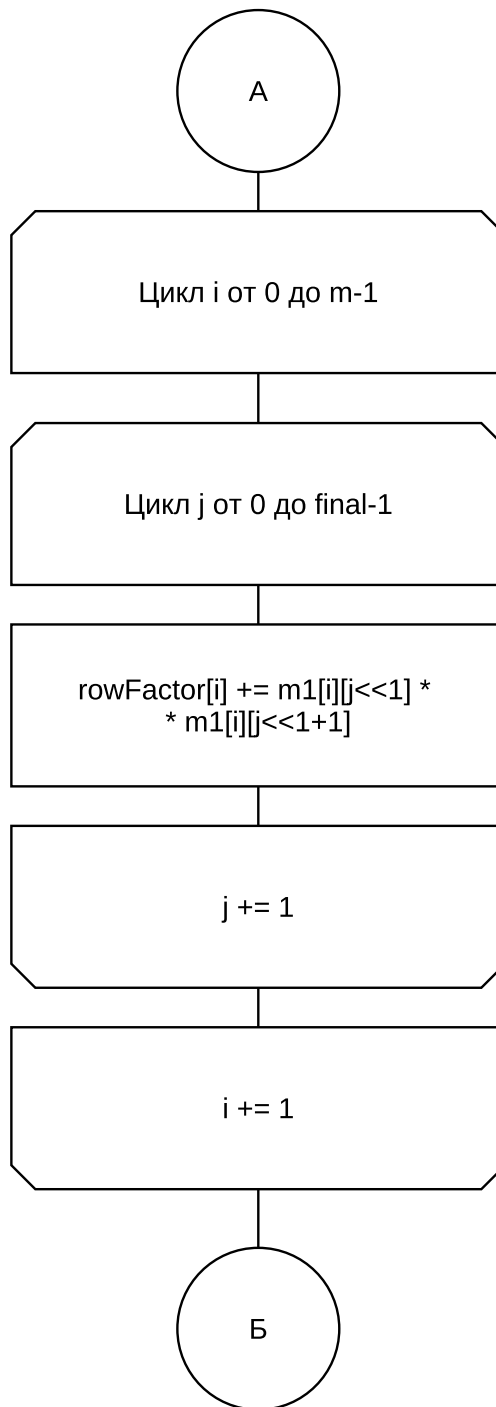 А
Цикл i от 0 до m-1
Цикл j от 0 до final-1
rowFactor[i] += m1[i][j<<1] *
* m1[i][j<<1+1]
j += 1
i += 1
Б